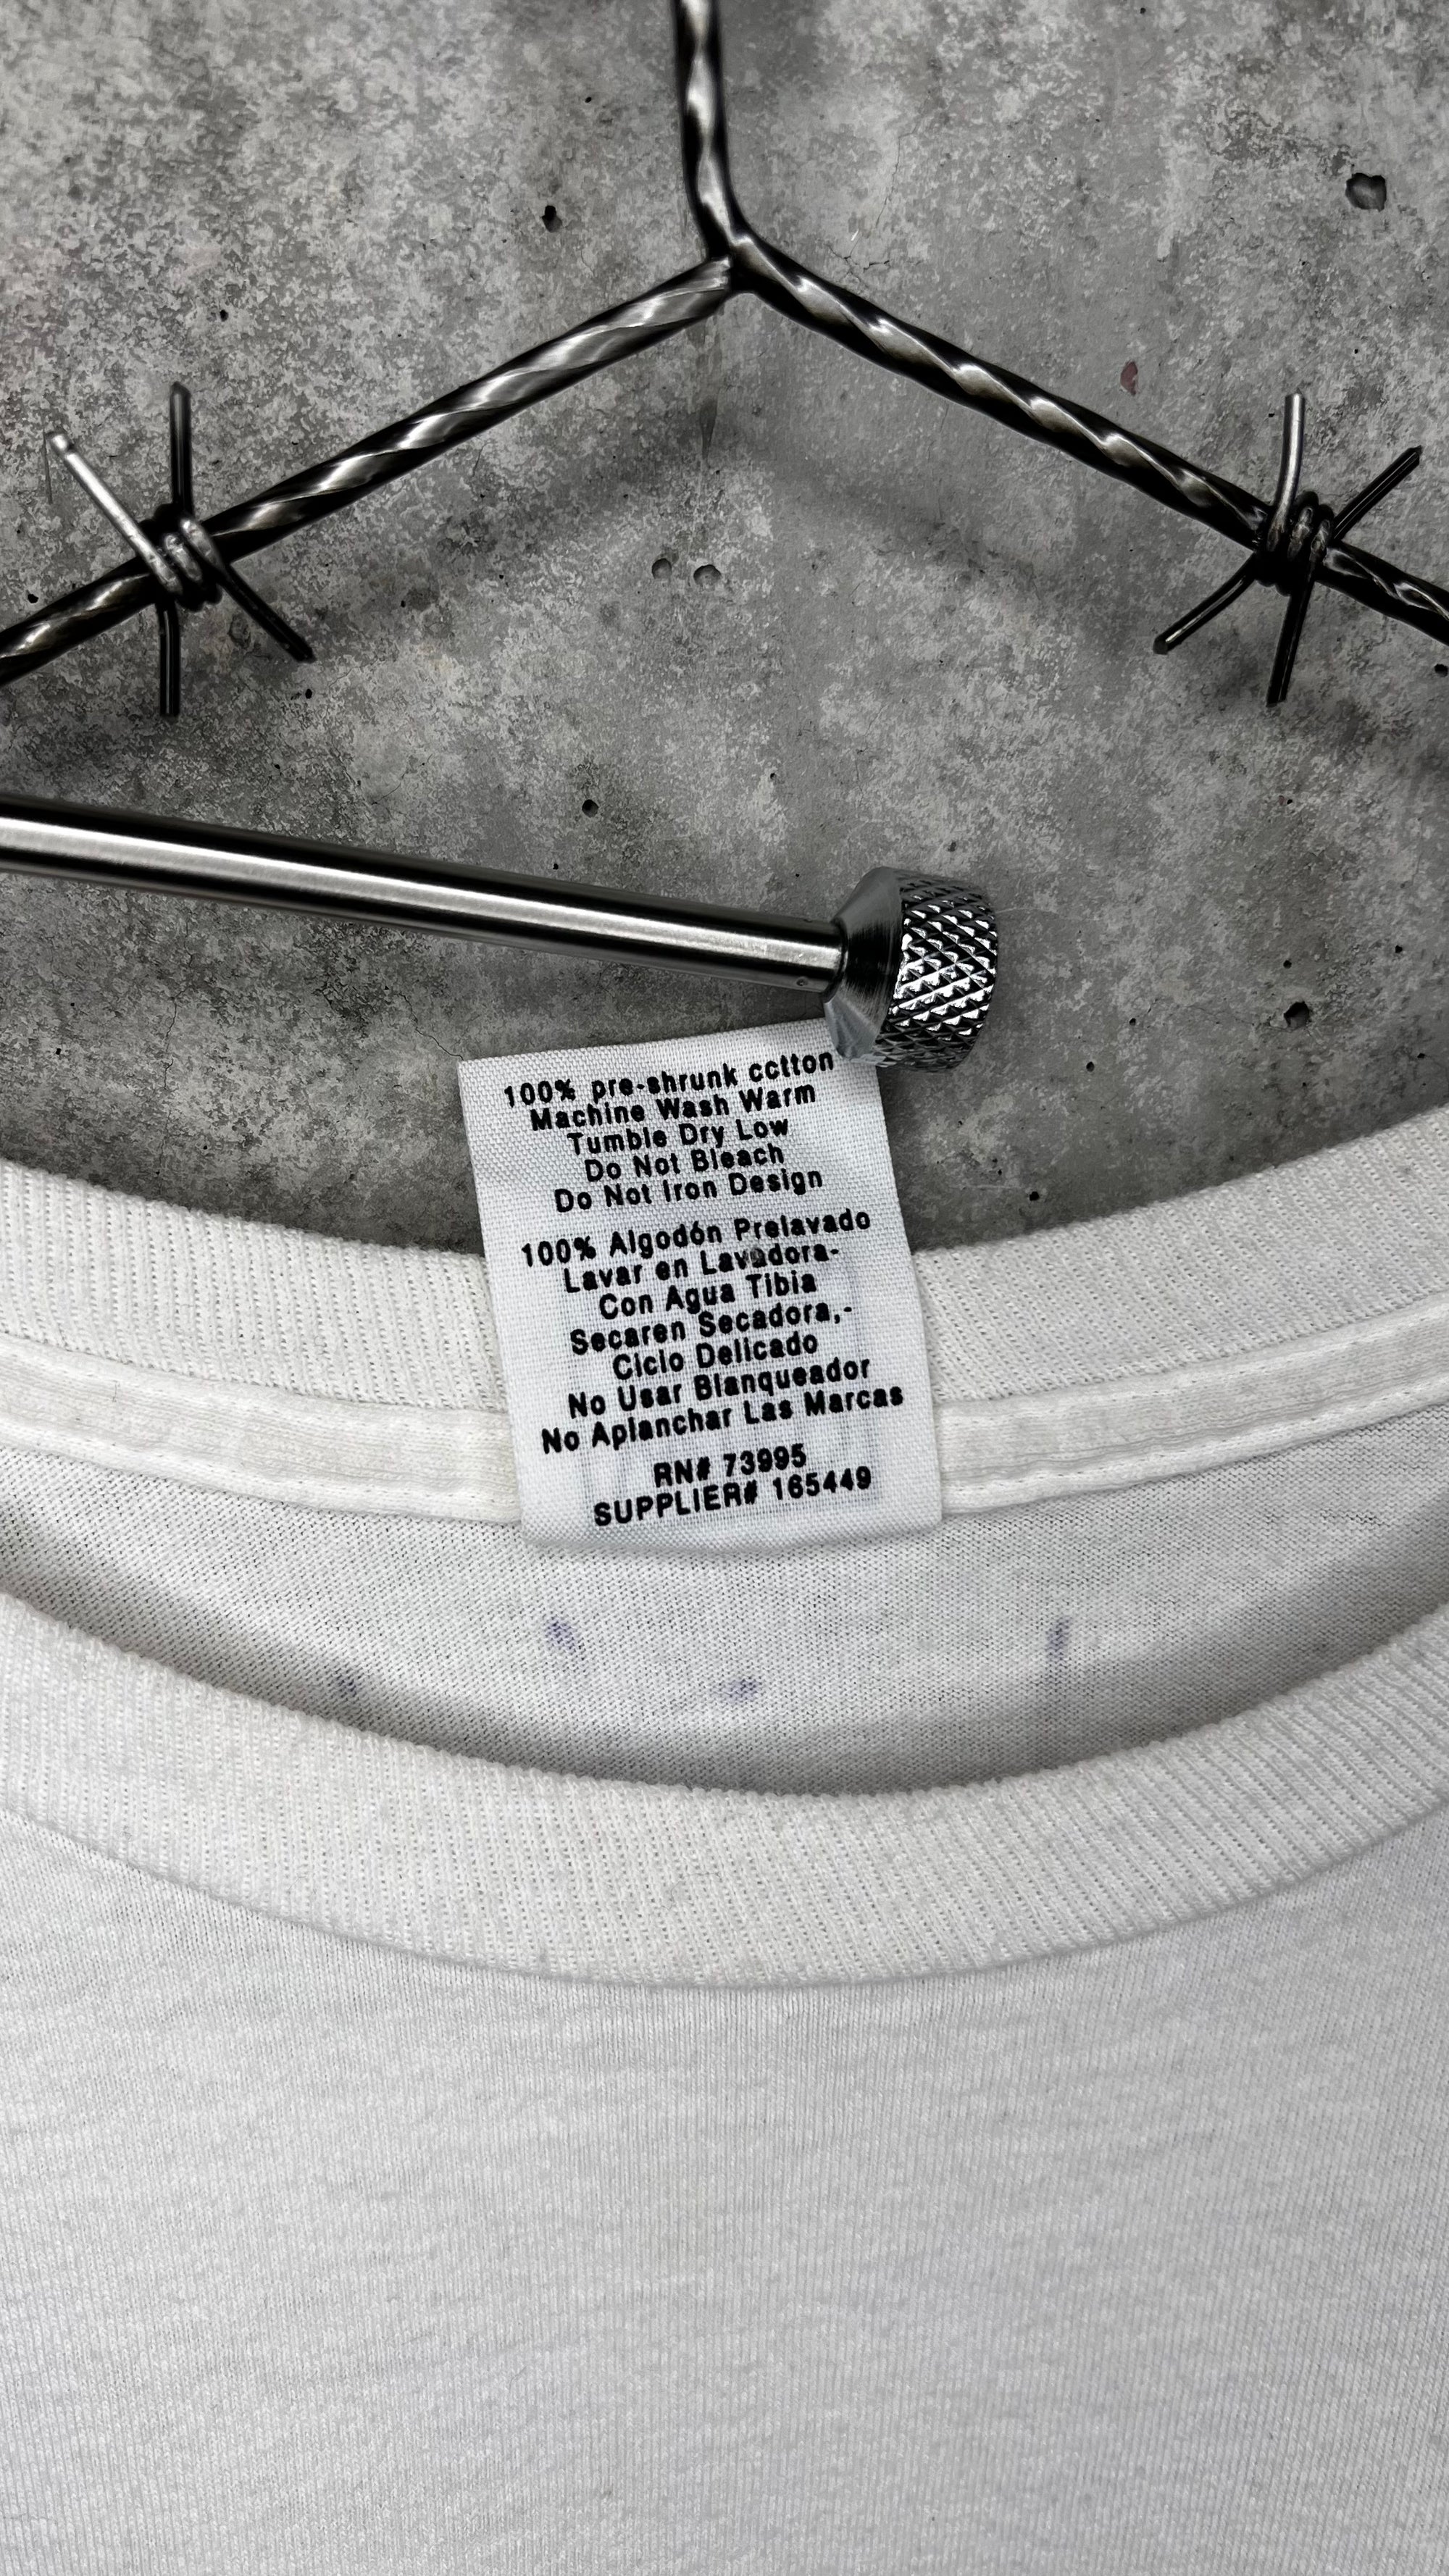 100% pre-shrunk cctton
Machine Wash Warm
Tumble Dry Low
Do Not Bleach
Do Not Iron Design
100% Algodón Prelavado
Lavar en Lavadora-
Con Agua Tibia
Secaren Secadora,-
Ciclo Delicado
No Usar Blanqueador
No Aplanchar Las Marcas
RN# 73995
SUPPLIER# 165449